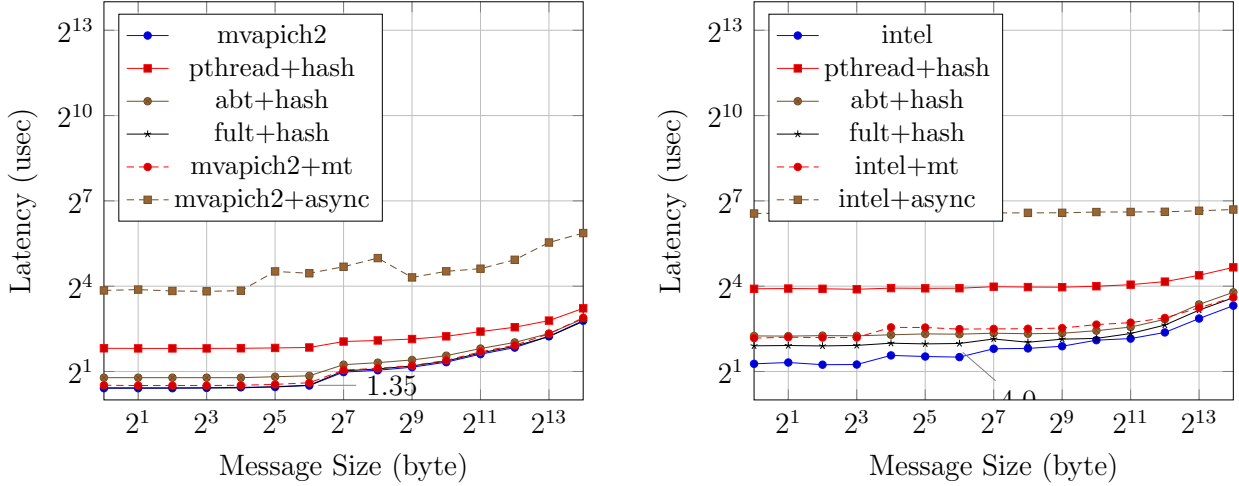 2^13
2^10
2^7
2^4
2^1
Latency (usec)
mvapich2
pthread+hash
abt+hash
fult+hash
mvapich2+mt
mvapich2+async
1.35
2^1 2^3 2^5 2^7 2^9 2^11 2^13
Message Size (byte)
2^13
2^10
2^7
2^4
2^1
Latency (usec)
intel
pthread+hash
abt+hash
fult+hash
intel+mt
intel+async
4.0
2^1 2^3 2^5 2^7 2^9 2^11 2^13
Message Size (byte)